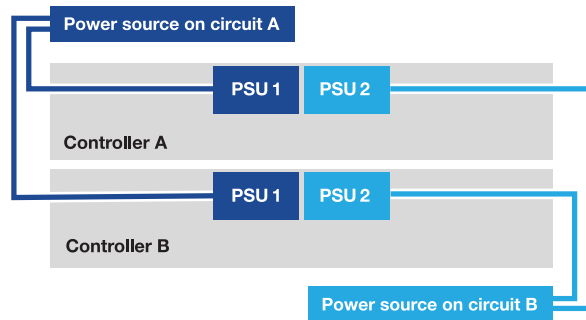 Power source on circuit A
PSU 1 PSU 2
Controller A
PSU 1 PSU 2
Controller B
Power source on circuit B